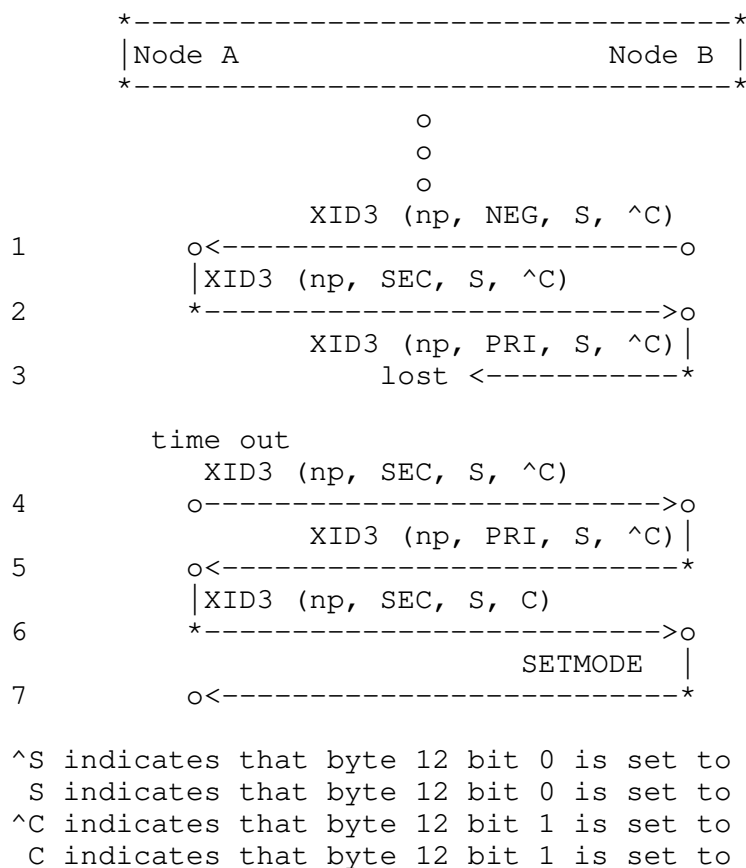 *----------------------------------*
|Node A                     Node B |
*----------------------------------*
o
o
o
XID3 (np, NEG, S, ^C)
1          o<--------------------------o
|XID3 (np, SEC, S, ^C)
2          *-------------------------->o
XID3 (np, PRI, S, ^C)|
3                     lost <-----------*
time out
XID3 (np, SEC, S, ^C)
4          o-------------------------->o
XID3 (np, PRI, S, ^C)|
5          o<--------------------------*
|XID3 (np, SEC, S, C)
6          *-------------------------->o
SETMODE  |
7          o<--------------------------*
^S indicates that byte 12 bit 0 is set to
S indicates that byte 12 bit 0 is set to
^C indicates that byte 12 bit 1 is set to
C indicates that byte 12 bit 1 is set to